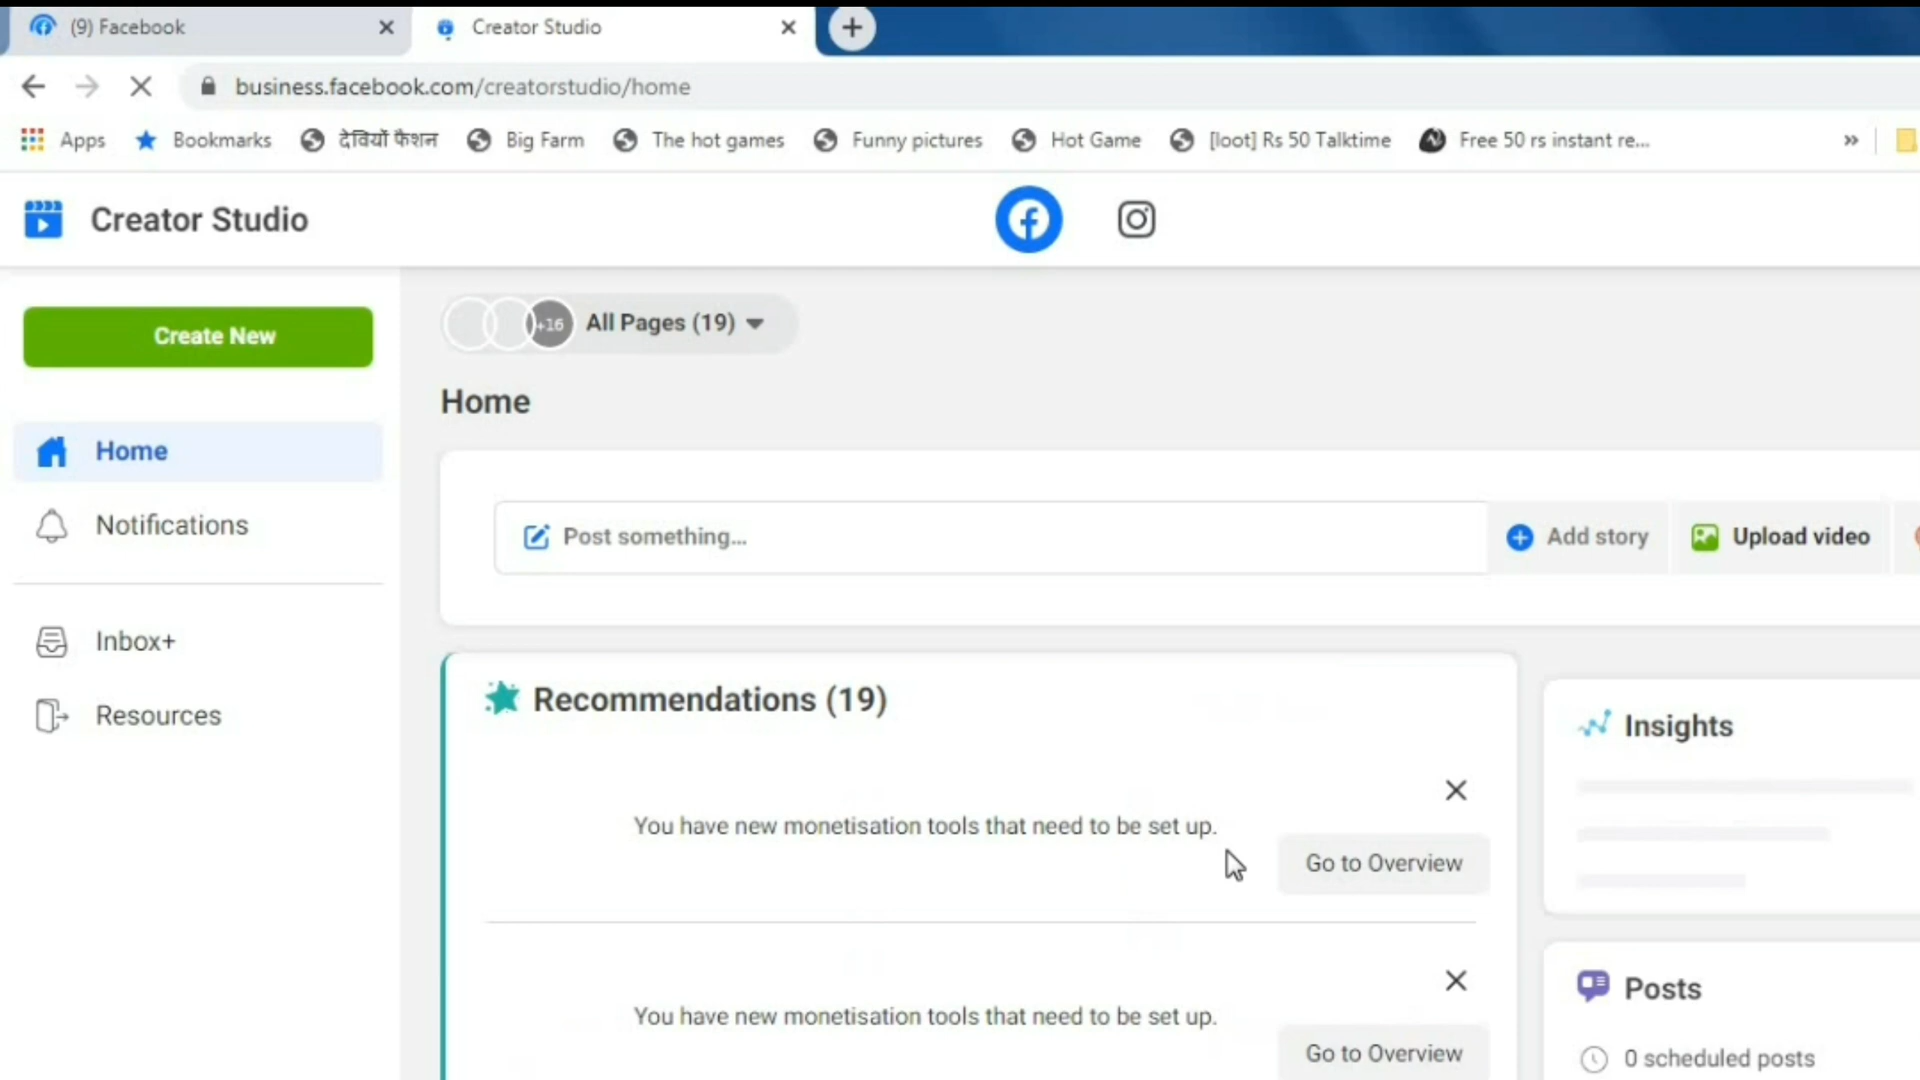 (9) Facebook
Creator Studio
business.facebook.com/creatorstudio/home
Apps
Bookmarks
देवियों फैशन
Big Farm
The hot games
Funny pictures
Hot Game
[loot] Rs 50 Talktime
Free 50 rs instant re...
Creator Studio
Create New
+16
All Pages (19)
Home
Home
Notifications
Post something...
Add story
Upload video
Inbox+
Resources
Recommendations (19)
Insights
You have new monetisation tools that need to be set up.
Go to Overview
Posts
You have new monetisation tools that need to be set up.
Go to Overview
0 scheduled posts